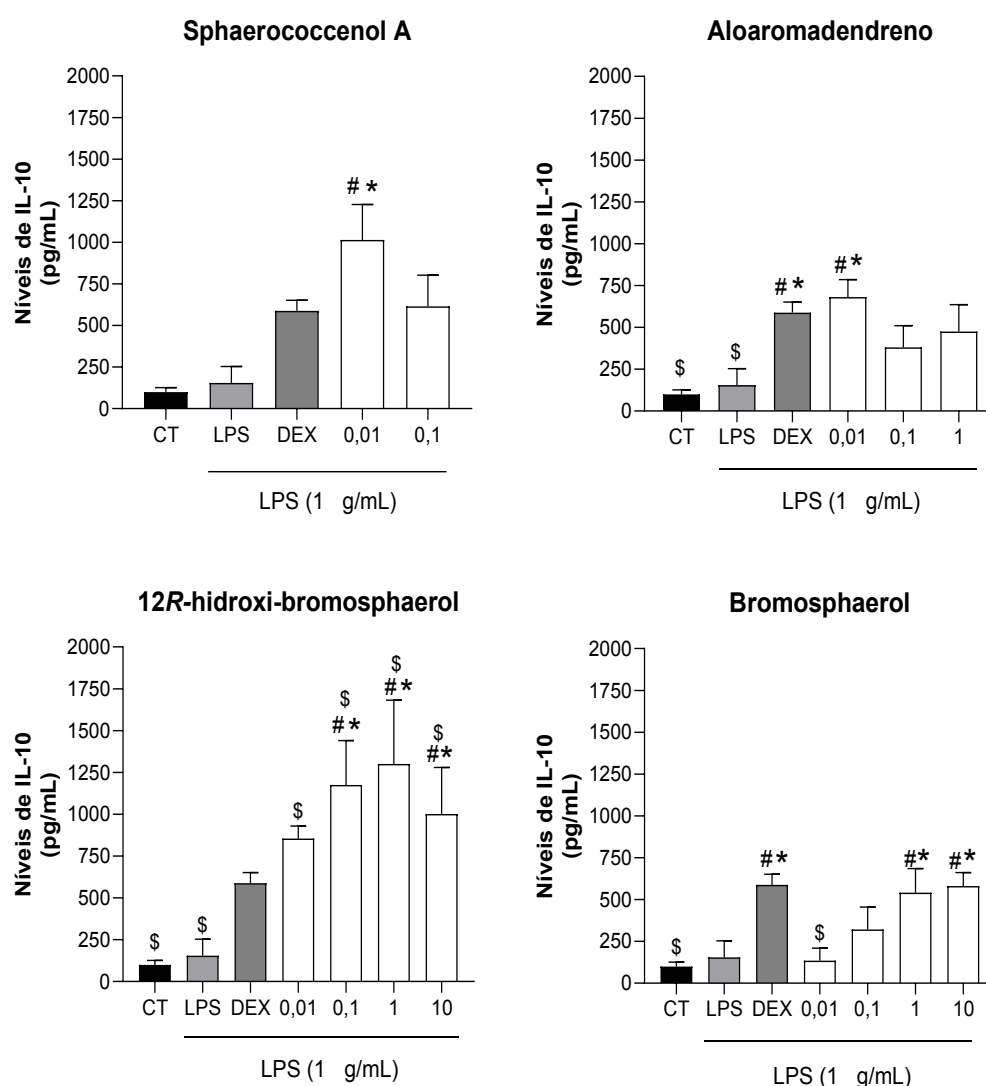 Sphaerococcenol A
Níveis de IL-10
(pg/mL)
2000
1750
1500
1250
1000
750
500
250
0
# *
CT LPS DEX 0,01 0,1
LPS (1 g/mL)
Aloaromadendreno
Níveis de IL-10
(pg/mL)
2000
1750
1500
1250
1000
750
500
250
0
$ $ #* #*
CT LPS DEX 0,01 0,1 1
LPS (1 g/mL)
12R-hidroxi-bromosphaerol
Níveis de IL-10
(pg/mL)
2000
1750
1500
1250
1000
750
500
250
0
$ $ $
$
#*
$
#*
$
#*
CT LPS DEX 0,01 0,1 1 10
LPS (1 g/mL)
Bromosphaerol
Níveis de IL-10
(pg/mL)
2000
1750
1500
1250
1000
750
500
250
0
$ #* $ #* #*
CT LPS DEX 0,01 0,1 1 10
LPS (1 g/mL)